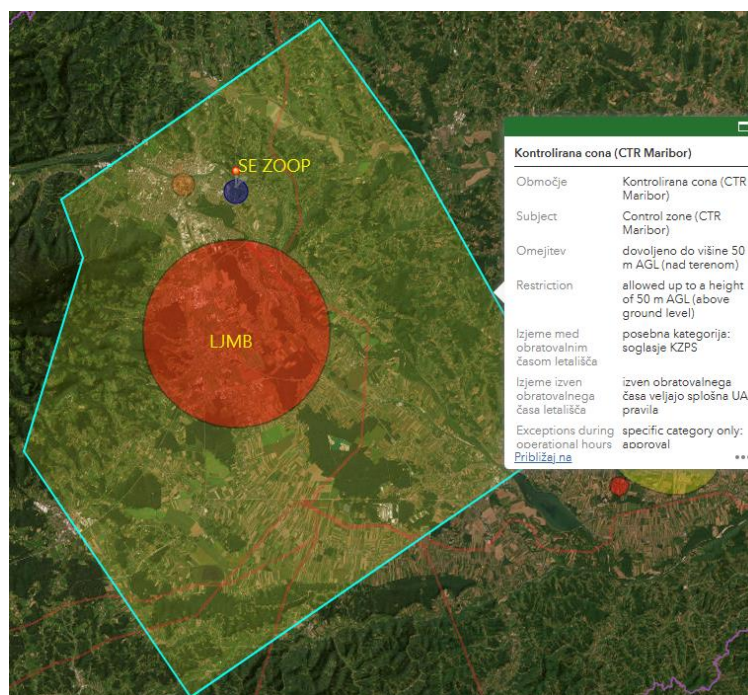 SE ZOOP
LJMB
Kontrolirana cona (CTR Maribor)
Območje
Kontrolirana cona (CTR
Maribor)
Subject
Control zone (CTR
Maribor)
Omejitev
dovoljeno do višine 50
m AGL (nad terenom)
Restriction
allowed up to a height
of 50 m AGL (above
ground level)
Izjeme med
obratovalnim
časom letališča
posebna kategorija:
soglasje KZPS
Izjeme izven
obratovalnega
časa letališča
izven obratovalnega
časa veljajo splošna UA
pravila
Exceptions during
operational hours
specific category only:
approval
Približaj na